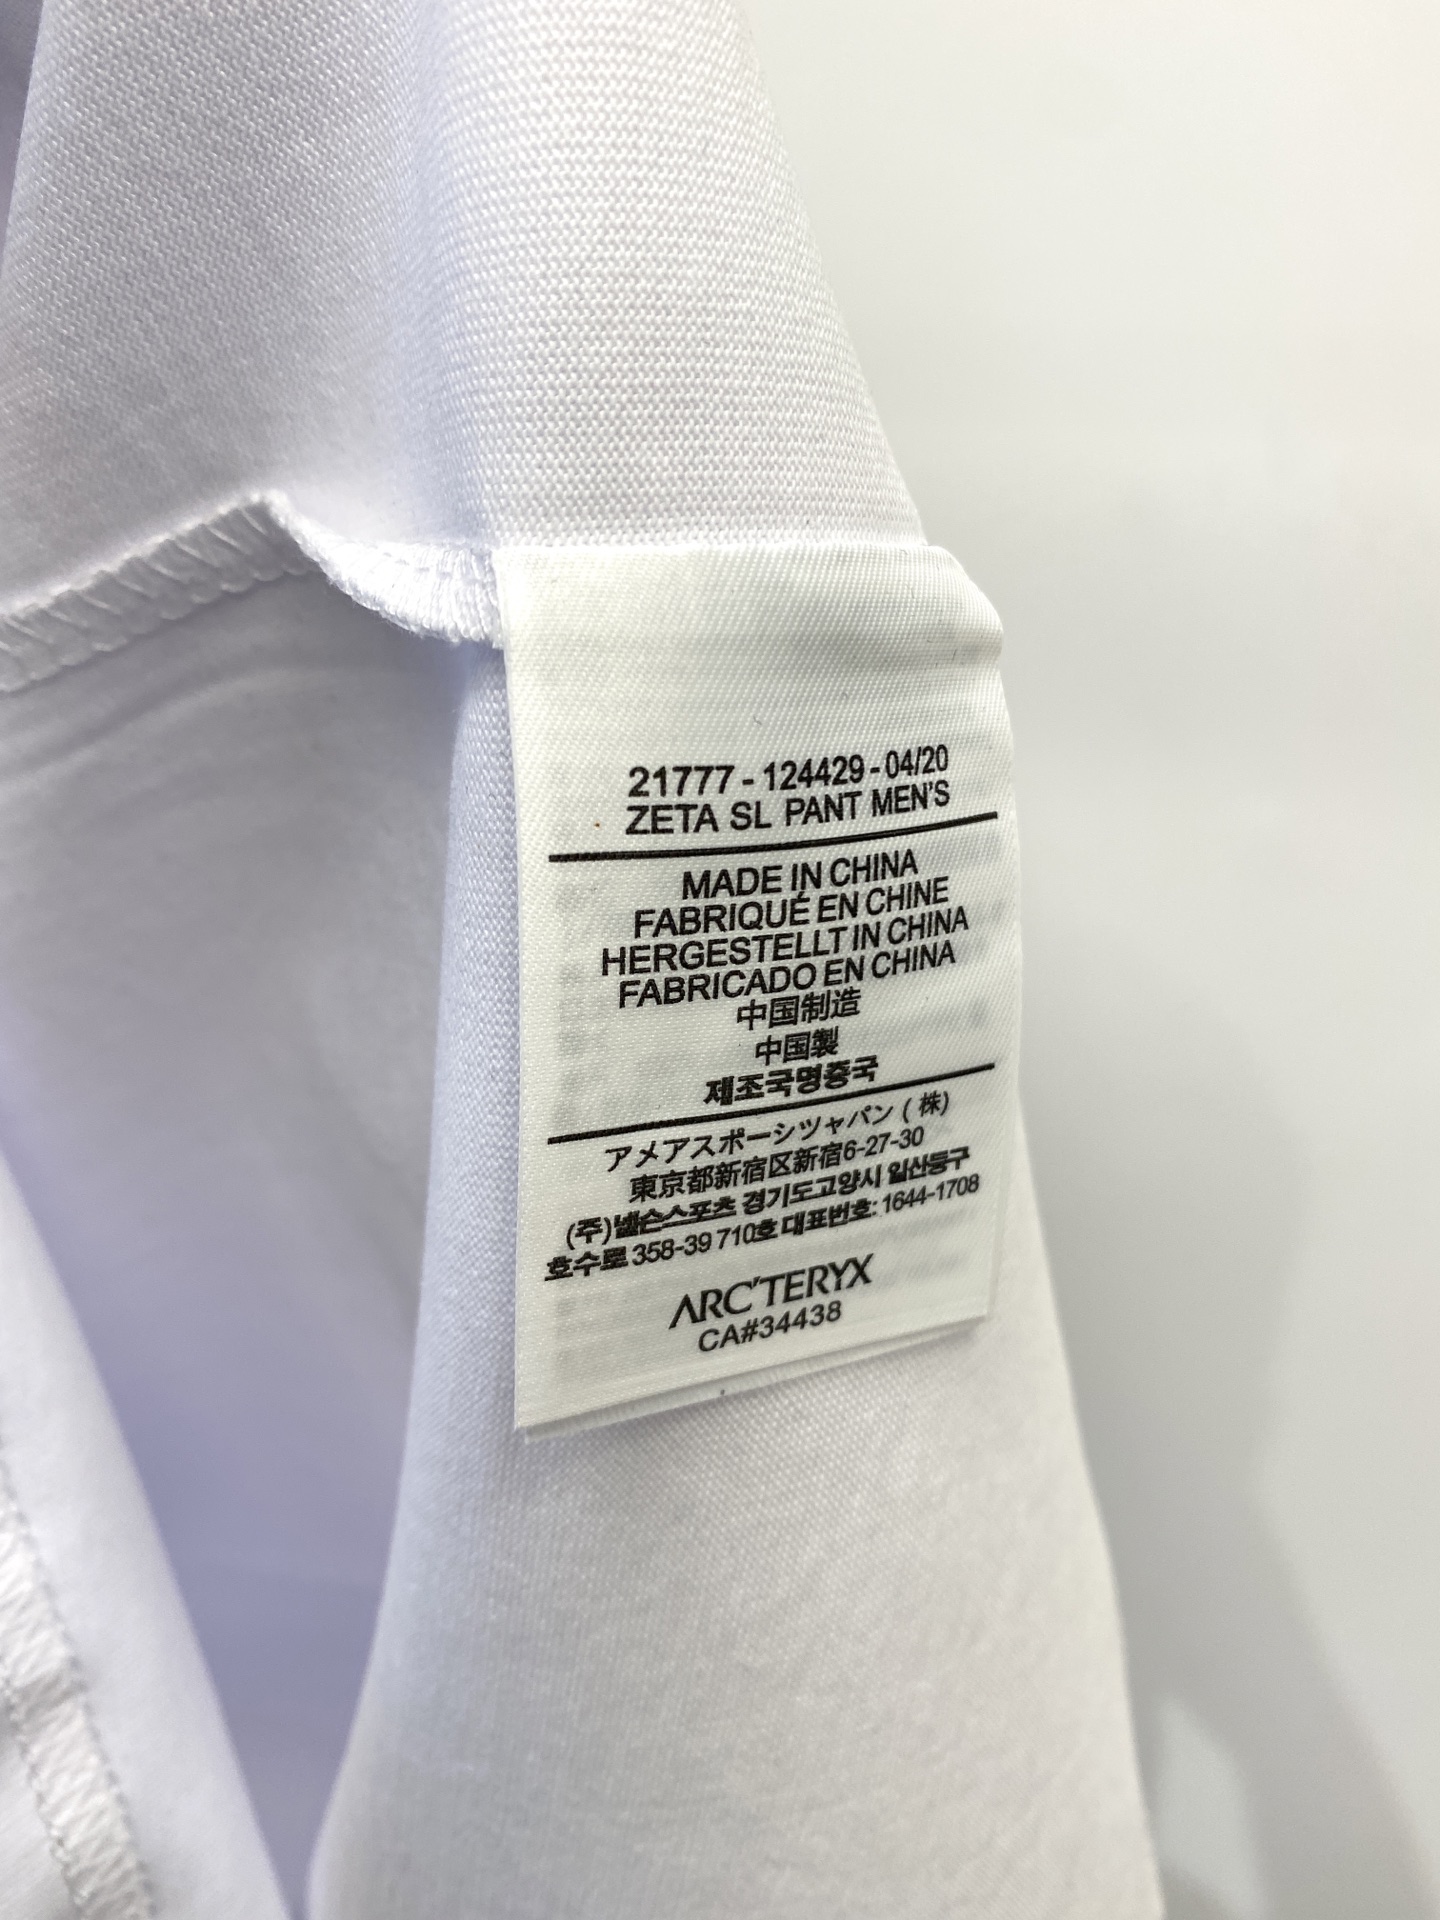 21777 - 124429 - 04/20
ZETA SL PANT MEN'S
MADE IN CHINA
FABRIQUÉ EN CHINE
HERGESTELLT IN CHINA
FABRICADO EN CHINA
中国制造
中国製
제조국명중국
アメアスポーシツャパン ( 株)
東京都新宿区新宿6-27-30
(주)넬슨스포츠 경기도고양시 일산동구
호수로 358-39 710호 대표번호: 1644-1708
ARC'TERYX
CA#34438